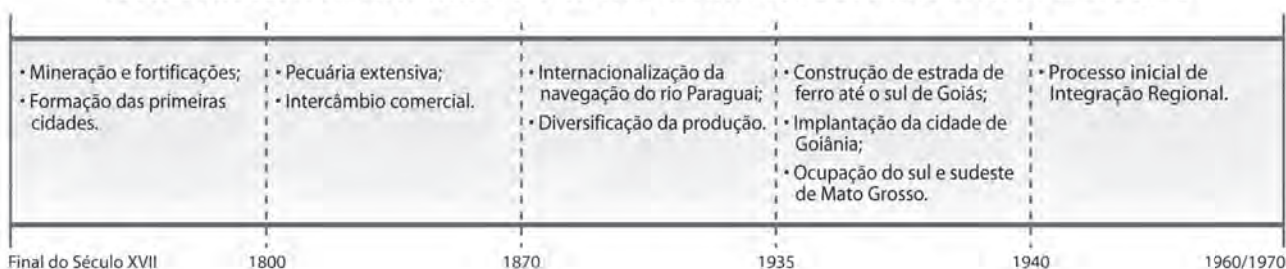 • Mineração e fortificações;
• Formação das primeiras
cidades.
• Pecuária extensiva;
• Intercâmbio comercial.
• Internacionalização da
navegação do rio Paraguai;
• Diversificação da produção.
• Construção de estrada de
ferro até o sul de Goiás;
• Implantação da cidade de
Goiânia;
• Ocupação do sul e sudeste
de Mato Grosso.
• Processo inicial de
Integração Regional.
Final do Século XVII
1800
1870
1935
1940
1960/1970